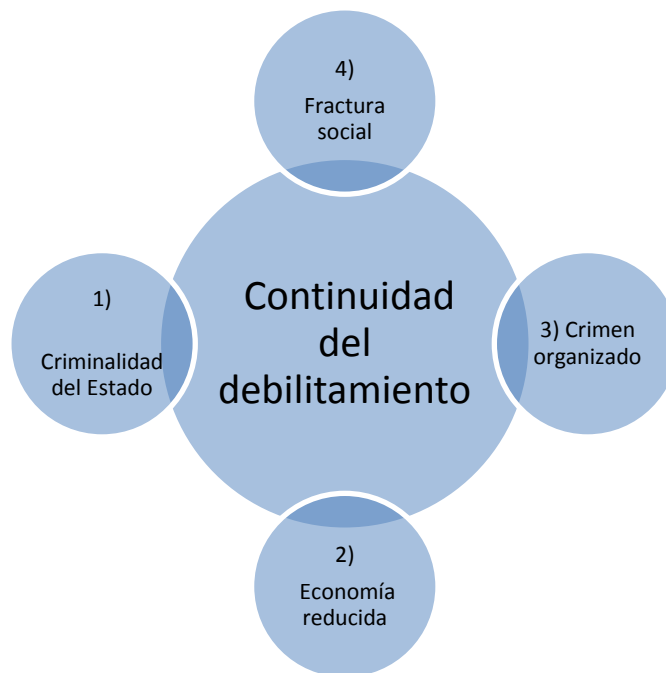 4)
Fractura
social
1)
Criminalidad
del Estado
Continuidad
del
debilitamiento
3) Crimen
organizado
2)
Economía
reducida